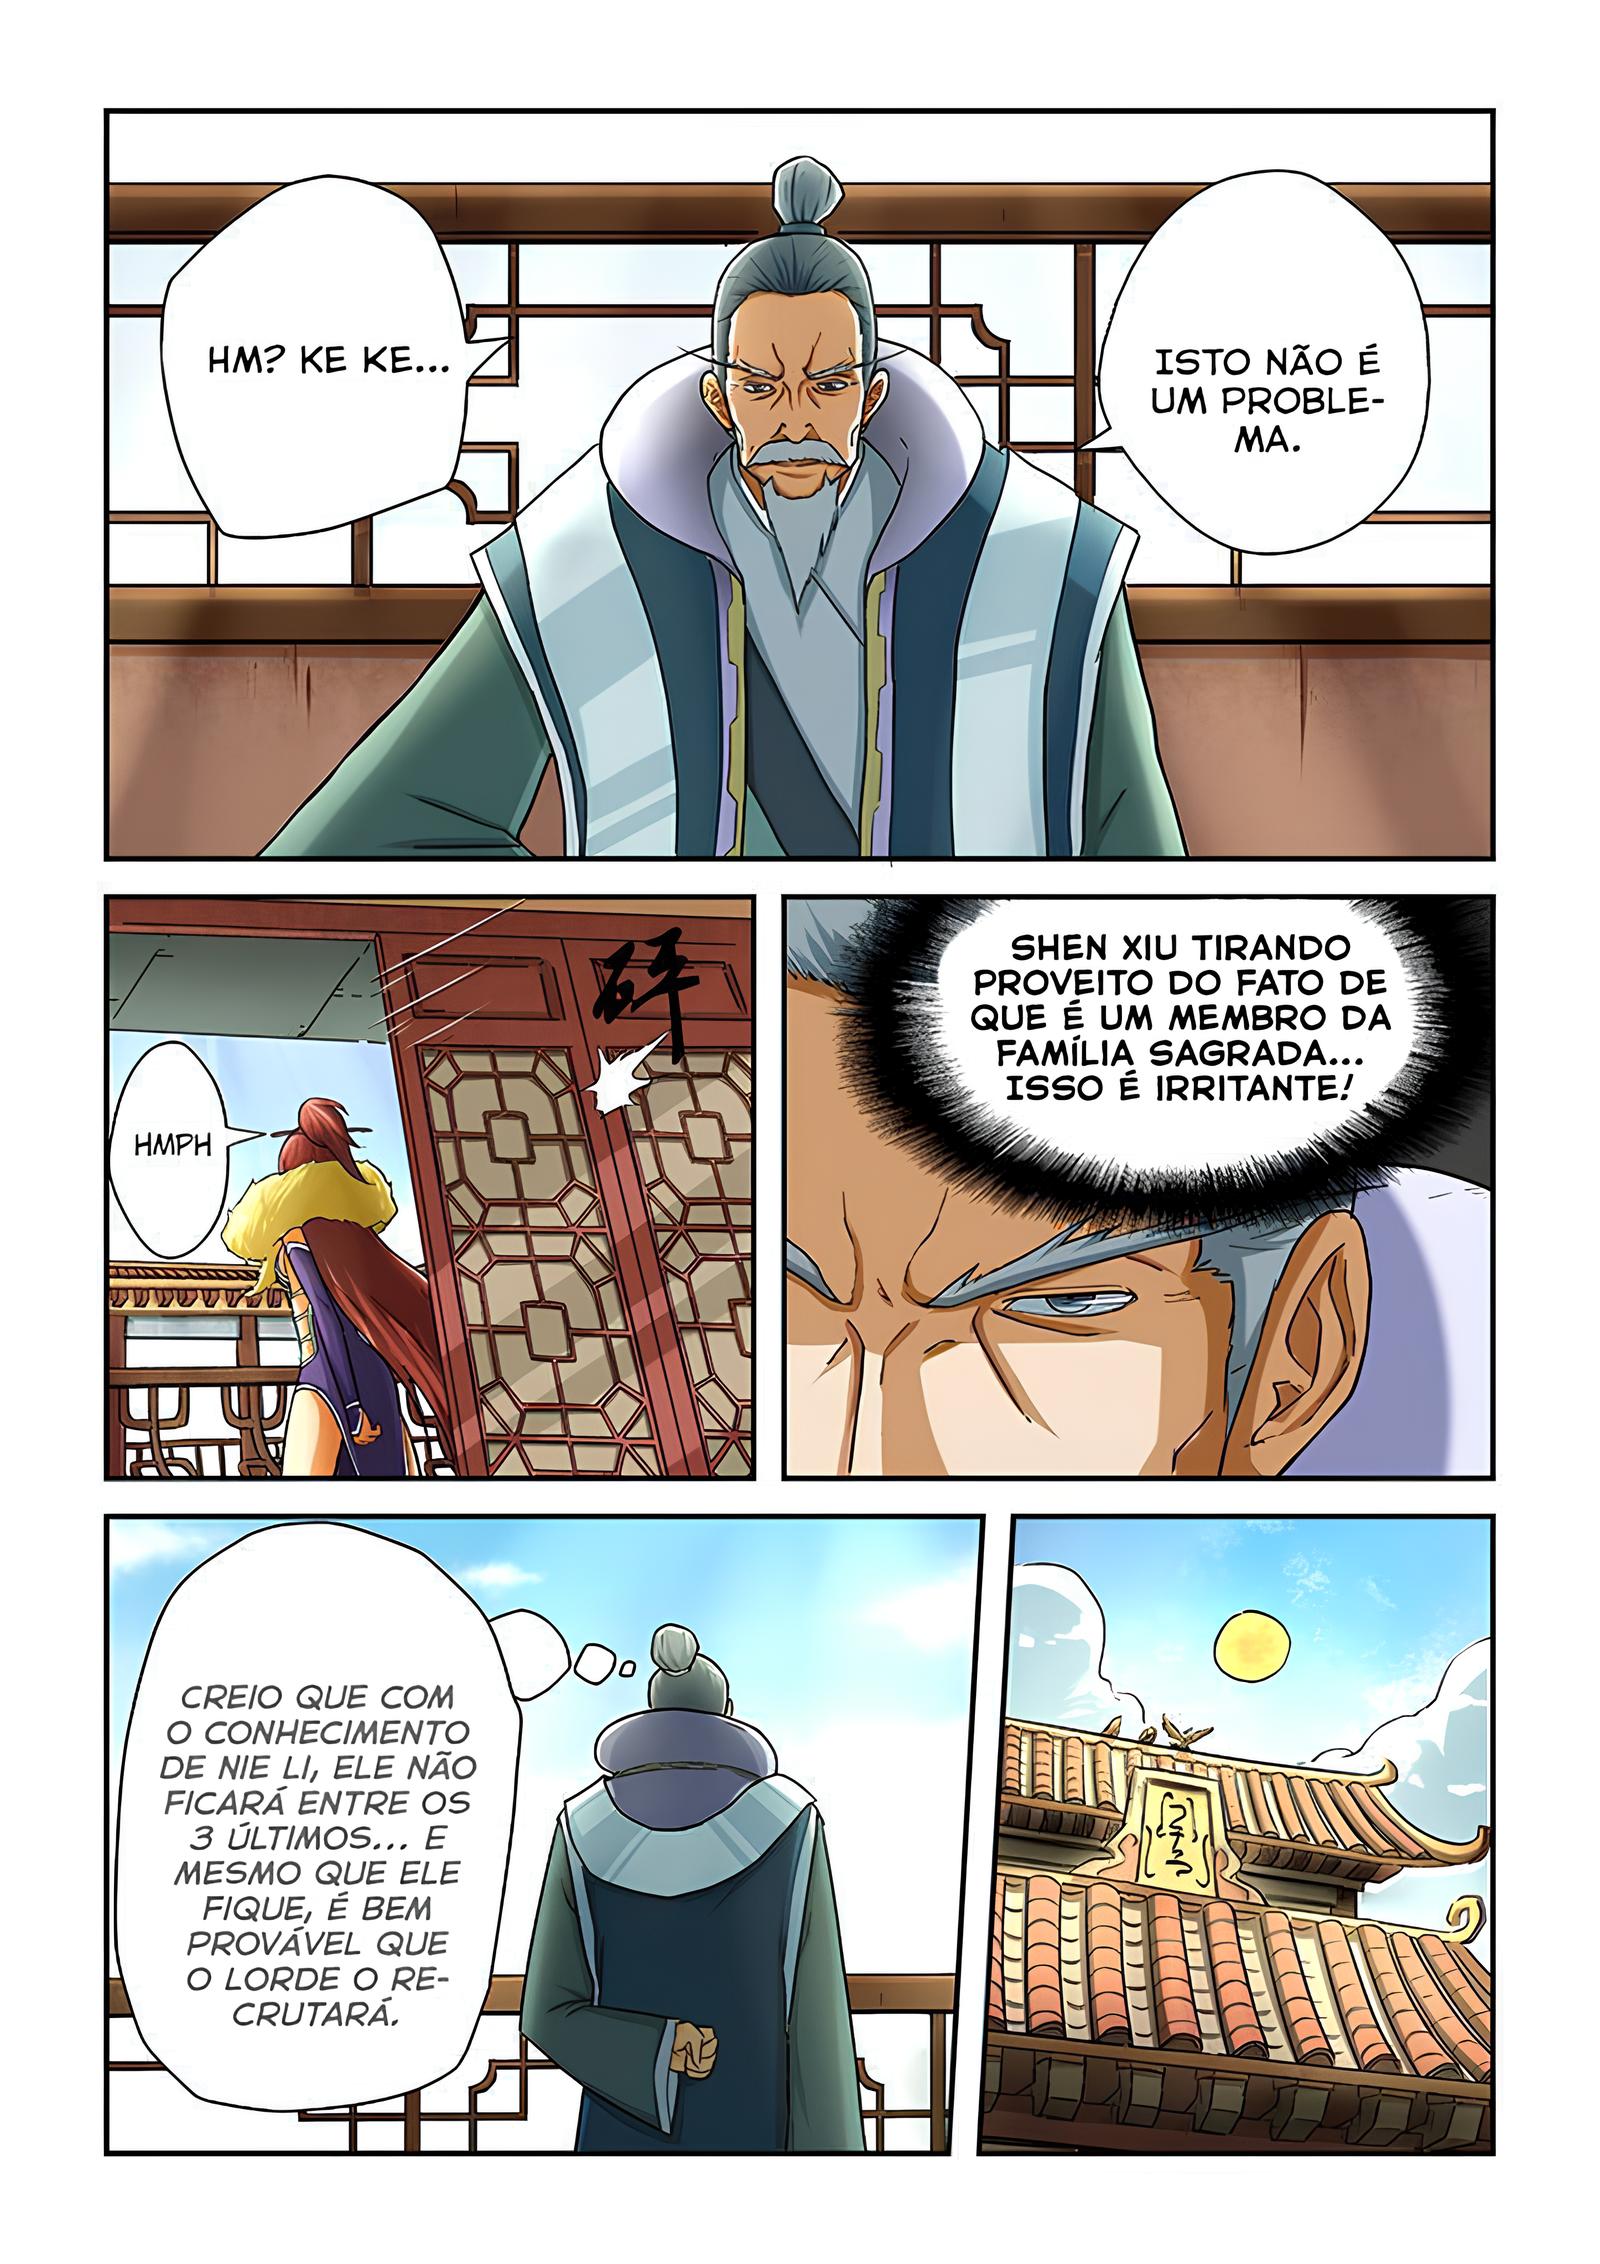 HM? KE KE...
ISTO NÃO É
UM PROBLE-
MA.
砰
HMPH
SHEN XIU TIRANDO
PROVEITO DO FATO DE
QUE É UM MEMBRO DA
FAMÍLIA SAGRADA...
ISSO É IRRITANTE!
CREIO QUE COM
O CONHECIMENTO
DE NIE LI, ELE NÃO
FICARÁ ENTRE OS
3 ÚLTIMOS... E
MESMO QUE ELE
FIQUE, É BEM
PROVÁVEL QUE
O LORDE O RE-
CRUTARÁ.